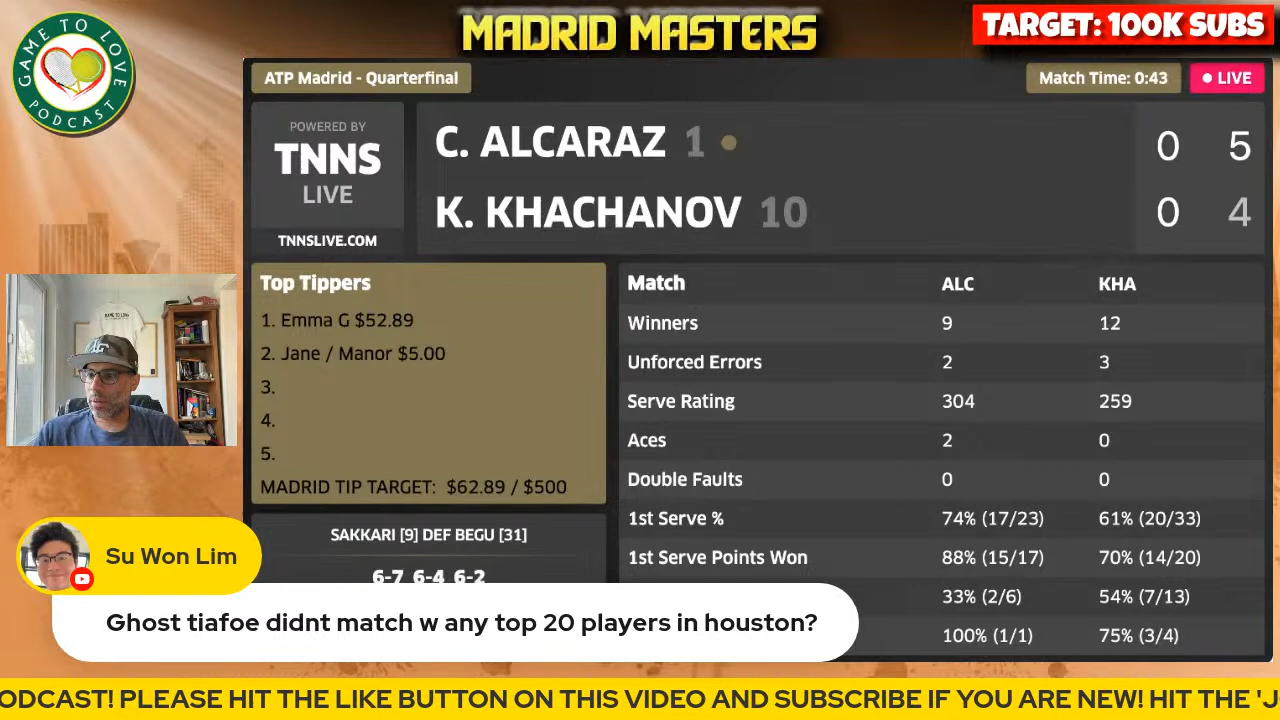 GAME TO LOVE
PODCAST
MADRID MASTERS
TARGET: 100K SUBS
ATP Madrid - Quarterfinal
Match Time: 0:43
LIVE
POWERED BY
TNNS
LIVE
TNNSLIVE.COM
C. ALCARAZ 1 0 5
K. KHACHANOV 10 0 4
Top Tippers
1. Emma G $52.89
2. Jane / Manor $5.00
3.
4.
5.
MADRID TIP TARGET: $62.89 / $500
SAKKARI [9] DEF BEGU [31]
6-7 6-4 6-2
Match ALC KHA
Winners 9 12
Unforced Errors 2 3
Serve Rating 304 259
Aces 2 0
Double Faults 0 0
1st Serve % 74% (17/23) 61% (20/33)
1st Serve Points Won 88% (15/17) 70% (14/20)
33% (2/6) 54% (7/13)
100% (1/1) 75% (3/4)
Su Won Lim
Ghost tiafoe didnt match w any top 20 players in houston?
ODCAST! PLEASE HIT THE LIKE BUTTON ON THIS VIDEO AND SUBSCRIBE IF YOU ARE NEW! HIT THE 'J